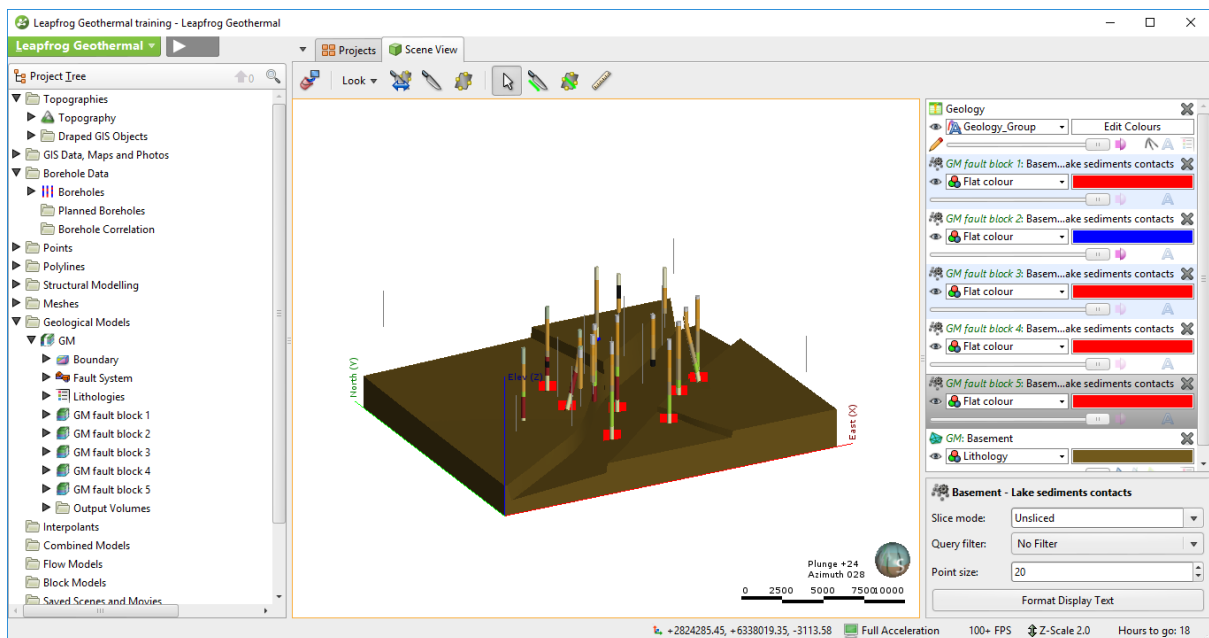 Leapfrog Geothermal training - Leapfrog Geothermal
Leapfrog Geothermal
Projects
Scene View
Project Tree
0
Look
Topographies
Topography
Draped GIS Objects
GIS Data, Maps and Photos
Borehole Data
Boreholes
Planned Boreholes
Borehole Correlation
Points
Polylines
Structural Modelling
Meshes
Geological Models
GM
Boundary
Fault System
Lithologies
GM fault block 1
GM fault block 2
GM fault block 3
GM fault block 4
GM fault block 5
Output Volumes
Interpolants
Combined Models
Flow Models
Block Models
Saved Scenes and Movies
North (Y)
Elev (Z)
East (X)
Plunge +24
Azimuth 028
0 2500 5000 7500 10000
Geology
Geology_Group
Edit Colours
GM fault block 1: Basem...ake sediments contacts
Flat colour
GM fault block 2: Basem...ake sediments contacts
Flat colour
GM fault block 3: Basem...ake sediments contacts
Flat colour
GM fault block 4: Basem...ake sediments contacts
Flat colour
GM fault block 5: Basem...ake sediments contacts
Flat colour
GM: Basement
Lithology
Basement - Lake sediments contacts
Slice mode: Unsliced
Query filter: No Filter
Point size: 20
Format Display Text
+2824285.45, +6338019.35, -3113.58 Full Acceleration 100+ FPS Z-Scale 2.0 Hours to go: 18